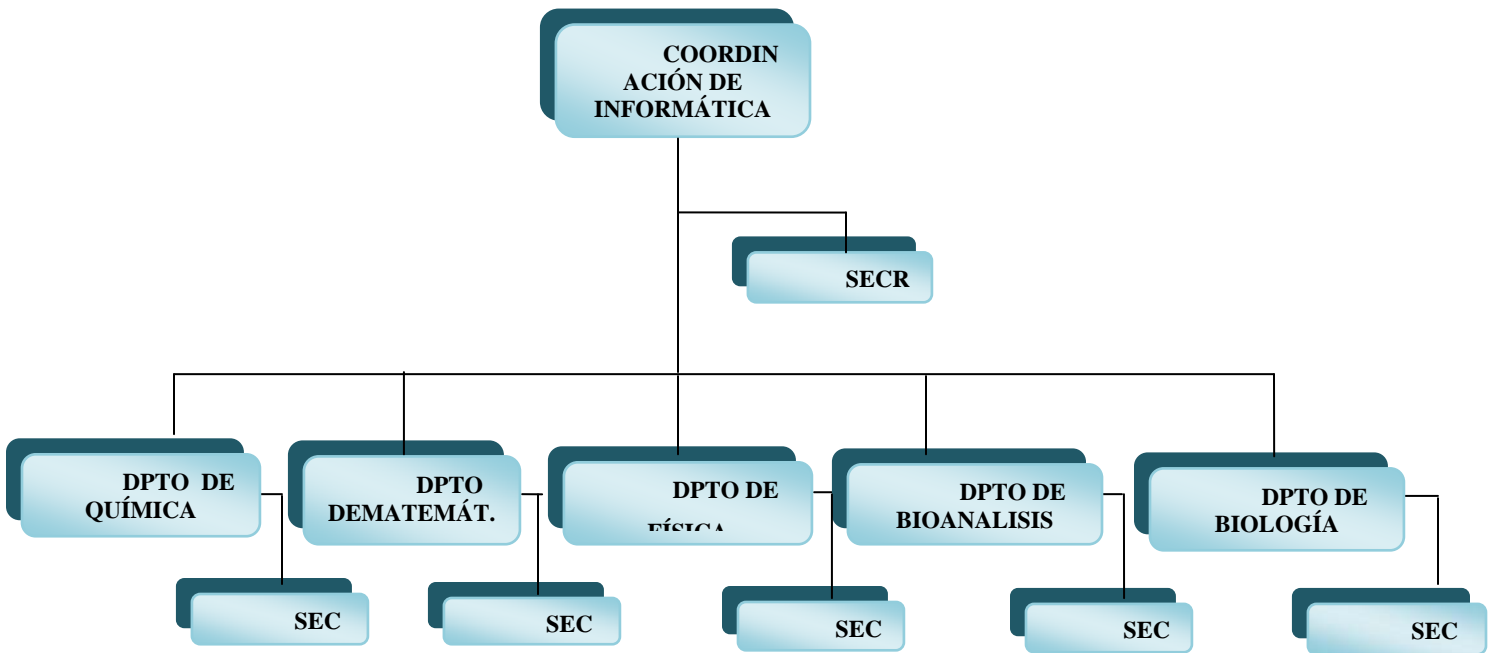 COORDIN
ACIÓN DE
INFORMÁTICA
SECR
DPTO DE
QUÍMICA
DPTO
DEMATEMÁT.
DPTO DE
FÍSICA
DPTO DE
BIOANALISIS
DPTO DE
BIOLOGÍA
SEC
SEC
SEC
SEC
SEC